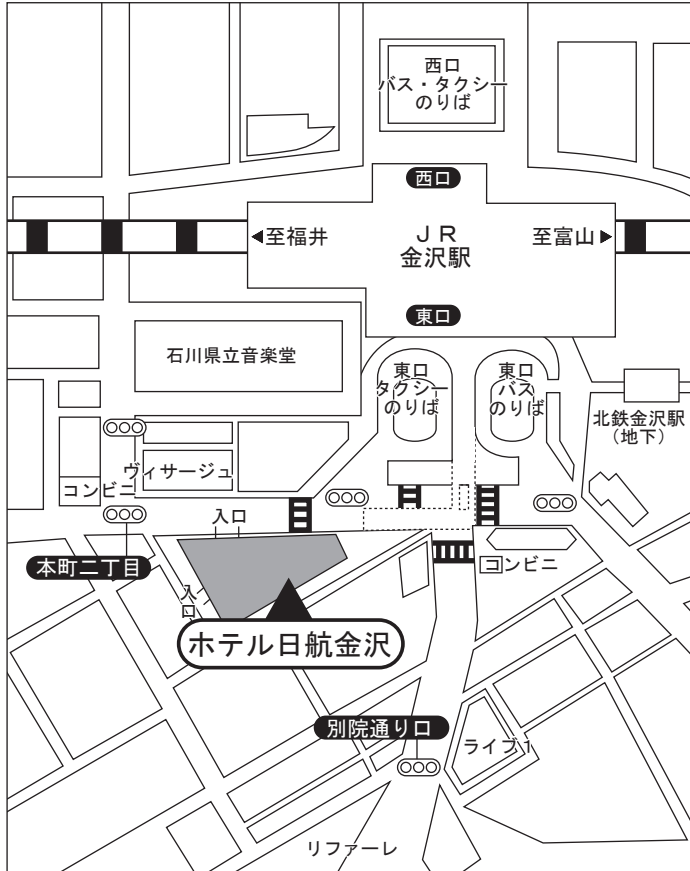 西口
バス・タクシー
のりば
西口
◀至福井
ＪＲ
金沢駅
至富山▶
東口
石川県立音楽堂
東口
タクシー
のりば
東口
バス
のりば
北鉄金沢駅
（地下）
ヴィサージュ
コンビニ
入口
本町二丁目
コンビニ
入口
ホテル日航金沢
別院通り口
ライブ1
リファーレ